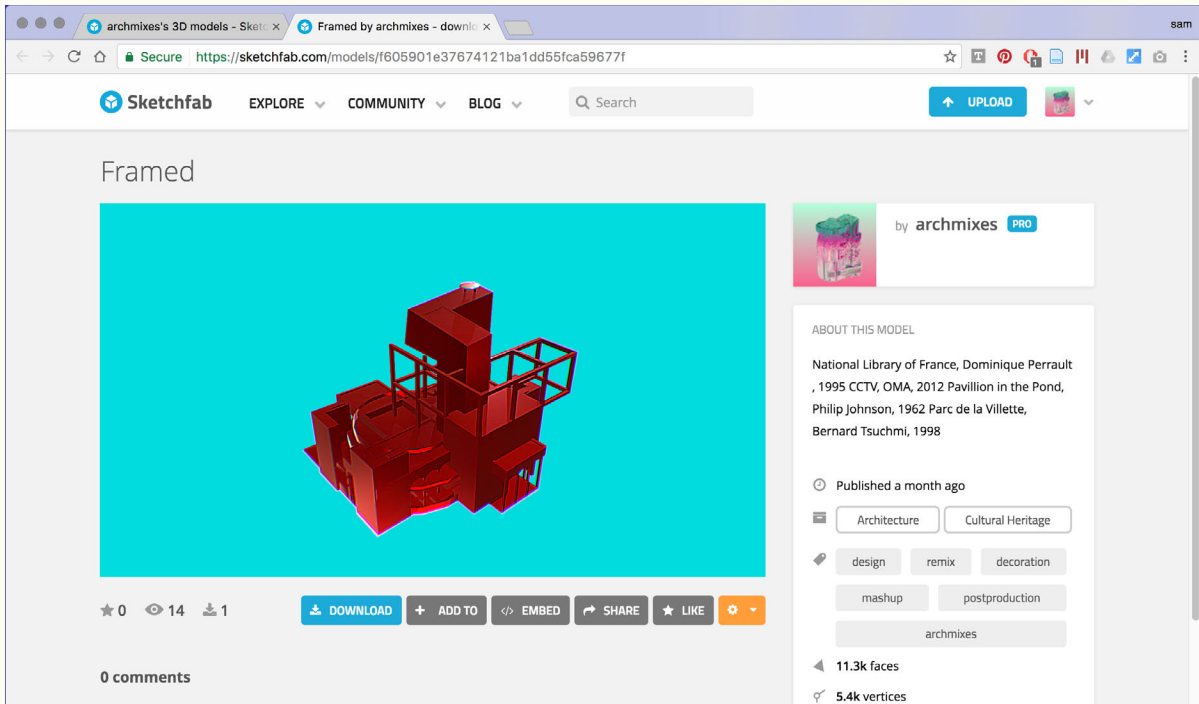 archmixes's 3D models - Sketc
Framed by archmixes - downlo
sam
Secure https://sketchfab.com/models/f605901e37674121ba1dd55fca59677f
Sketchfab EXPLORE COMMUNITY BLOG Search UPLOAD
Framed
by archmixes PRO
ABOUT THIS MODEL
National Library of France, Dominique Perrault
, 1995 CCTV, OMA, 2012 Pavillion in the Pond,
Philip Johnson, 1962 Parc de la Villette,
Bernard Tsuchmi, 1998
Published a month ago
Architecture Cultural Heritage
design remix decoration
mashup postproduction
archmixes
11.3k faces
5.4k vertices
0 14 1 DOWNLOAD + ADD TO </> EMBED SHARE LIKE
0 comments